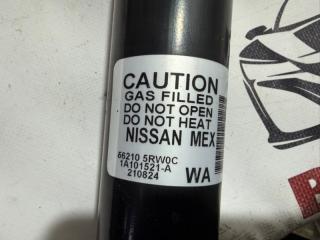 CAUTION
GAS FILLED
DO NOT OPEN
DO NOT HEAT
NISSAN MEX
56210 5RW0C
1A101521-A
210824 WA